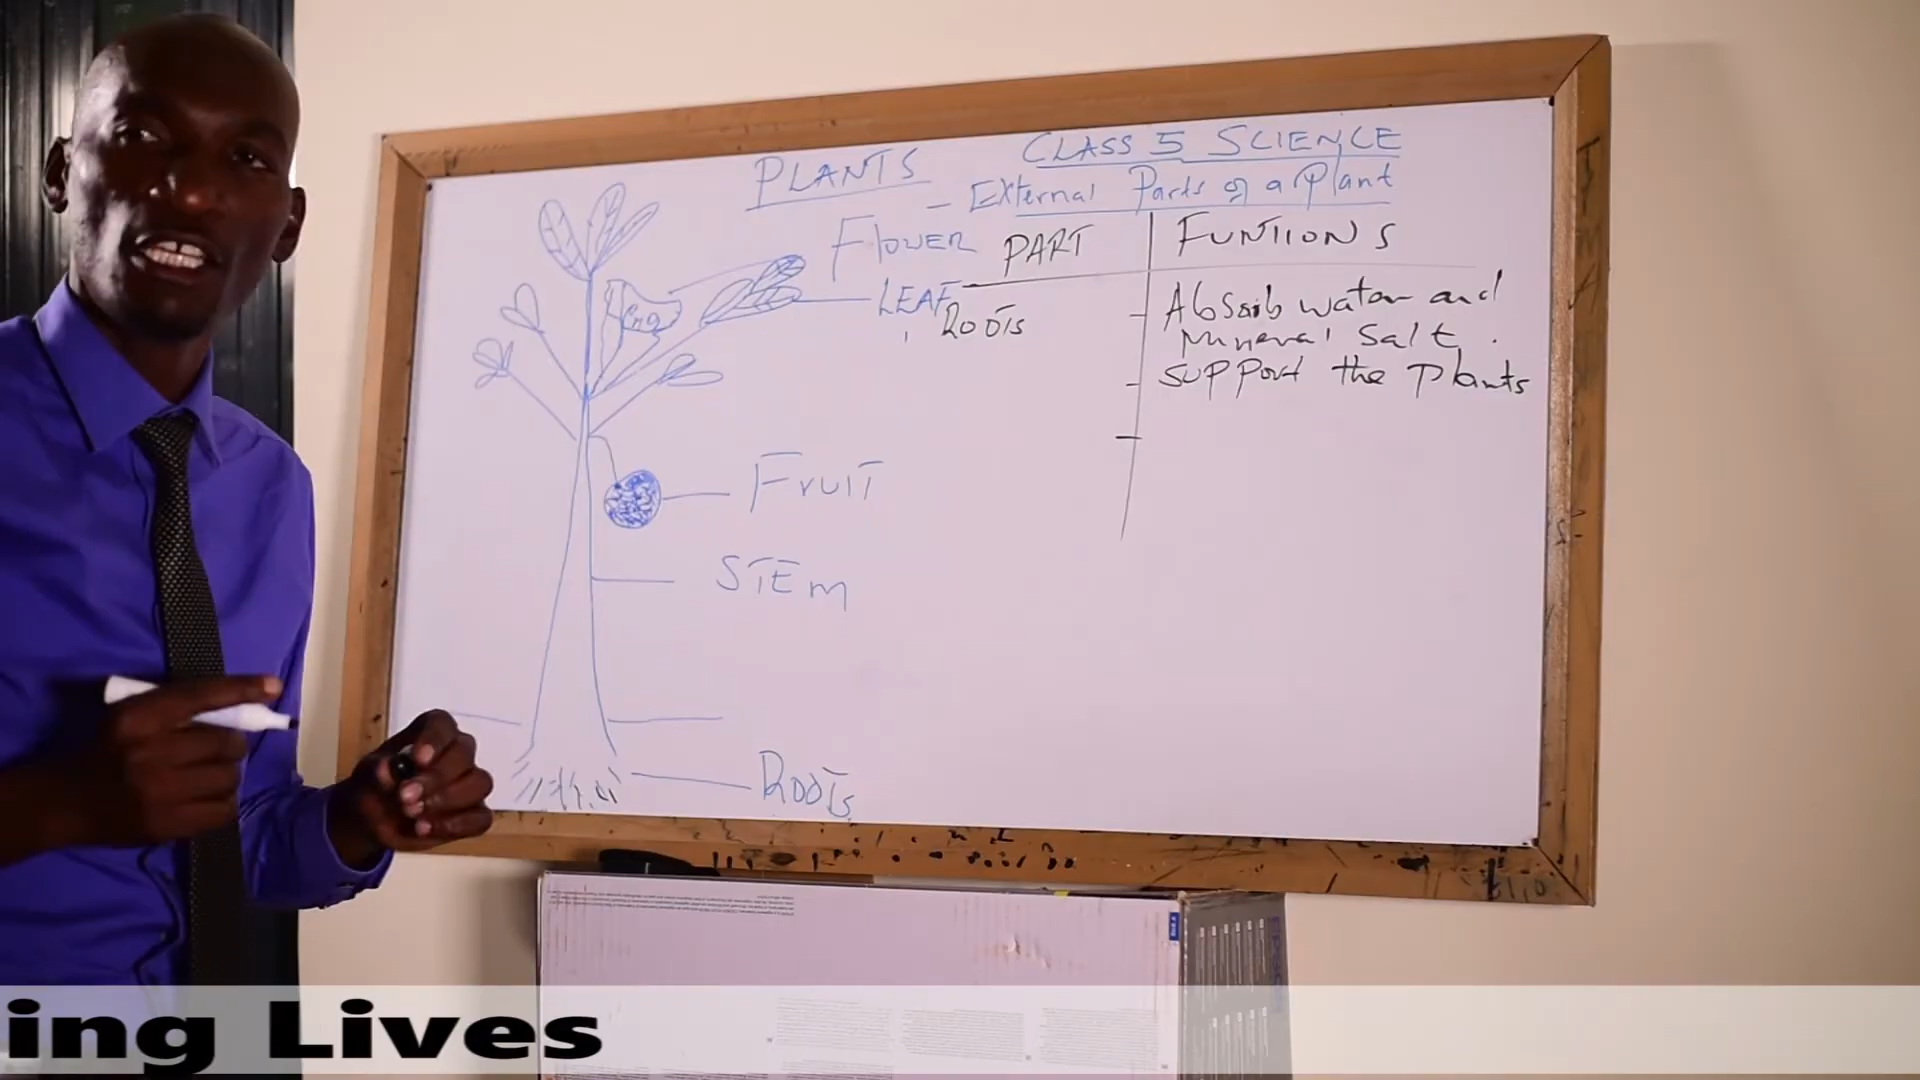 PLANTS
CLASS 5 SCIENCE
- External Parts of a Plant
Flower
PART
FUNTIONS
LEAF
ROOTS
- Absorb water and
Mineral Salt.
- SUPPort the Plants
-
FruiT
STEm
ROOTS
ing Lives